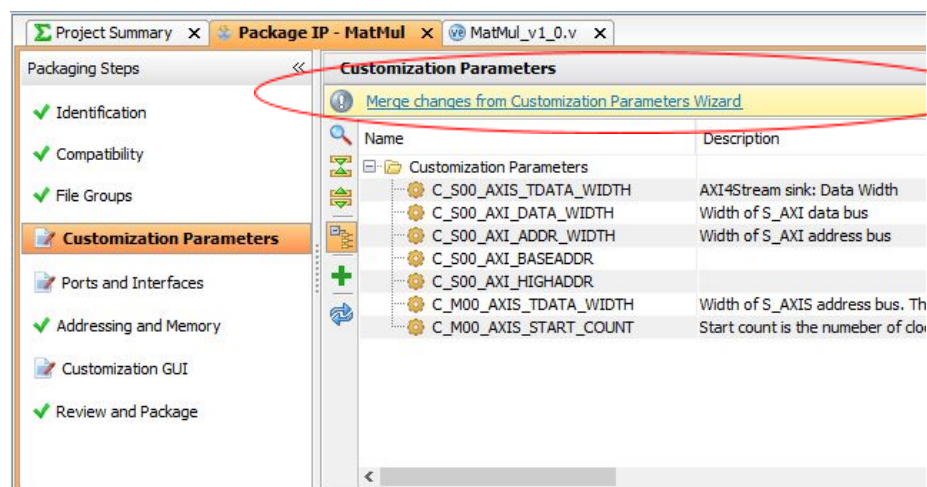 Project Summary
Package IP - MatMul
MatMul_v1_0.v
Packaging Steps
Identification
Compatibility
File Groups
Customization Parameters
Ports and Interfaces
Addressing and Memory
Customization GUI
Review and Package
Customization Parameters
Merge changes from Customization Parameters Wizard
Name Description
Customization Parameters
C_S00_AXIS_TDATA_WIDTH AXI4Stream sink: Data Width
C_S00_AXI_DATA_WIDTH Width of S_AXI data bus
C_S00_AXI_ADDR_WIDTH Width of S_AXI address bus
C_S00_AXI_BASEADDR
C_S00_AXI_HIGHADDR
C_M00_AXIS_TDATA_WIDTH Width of S_AXIS address bus. Th
C_M00_AXIS_START_COUNT Start count is the numeber of clo